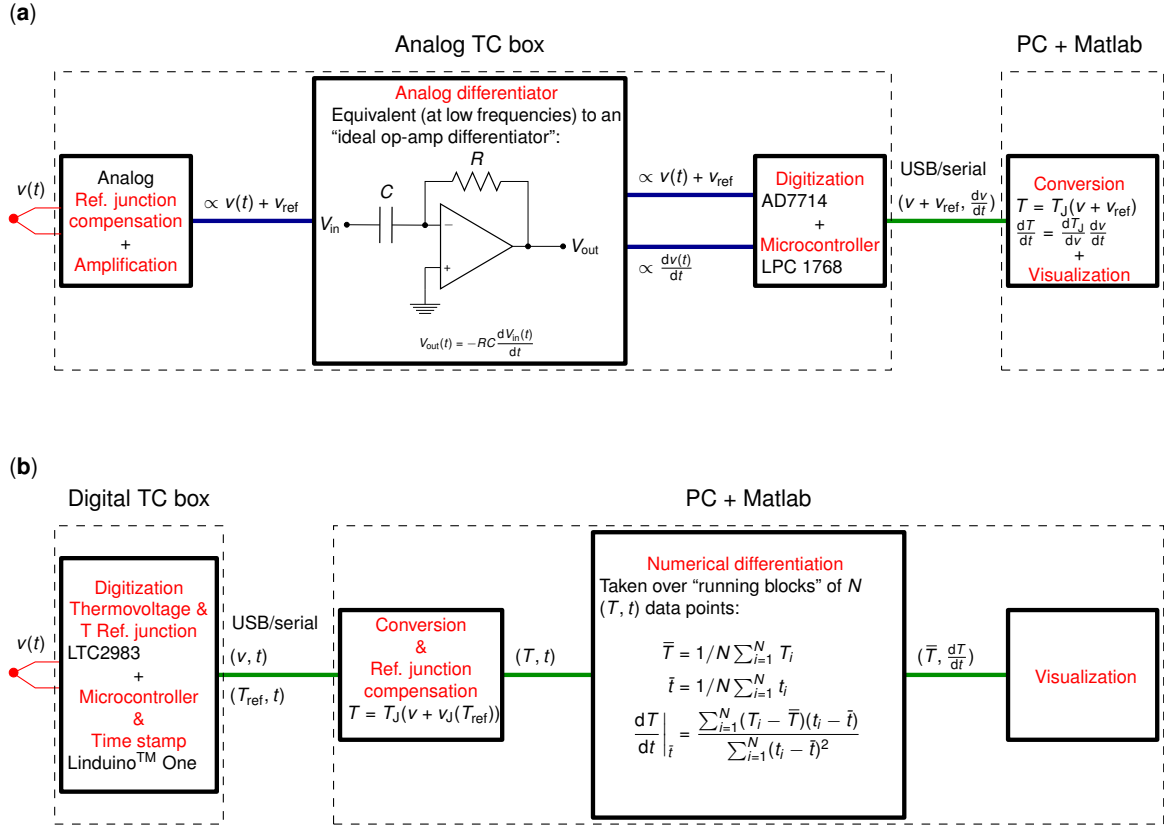 (a)
Analog TC box
PC + Matlab
v(t)
Analog
Ref. junction
compensation
+
Amplification
∝ v(t) + v_ref
Analog differentiator
Equivalent (at low frequencies) to an
“ideal op-amp differentiator”:
R
C
V_in
−
+
V_out
V_out(t) = −RC dV_in(t)/dt
∝ v(t) + v_ref
∝ dv(t)/dt
Digitization
AD7714
+
Microcontroller
LPC 1768
USB/serial
(v + v_ref, dv/dt)
Conversion
T = T_J(v + v_ref)
dT/dt = dT_J/dv dv/dt
+
Visualization
(b)
Digital TC box
PC + Matlab
v(t)
Digitization
Thermovoltage &
T Ref. junction
LTC2983
+
Microcontroller
&
Time stamp
Linduino™ One
USB/serial
(v, t)
(T_ref, t)
Conversion
&
Ref. junction
compensation
T = T_J(v + v_J(T_ref))
(T, t)
Numerical differentiation
Taken over “running blocks” of N
(T, t) data points:
T̅ = 1/N ∑_{i=1}^{N} T_i
t̄ = 1/N ∑_{i=1}^{N} t_i
dT/dt|_t̄ = ∑_{i=1}^{N}(T_i − T̅)(t_i − t̄) / ∑_{i=1}^{N}(t_i − t̄)²
(T̅, dT/dt)
Visualization